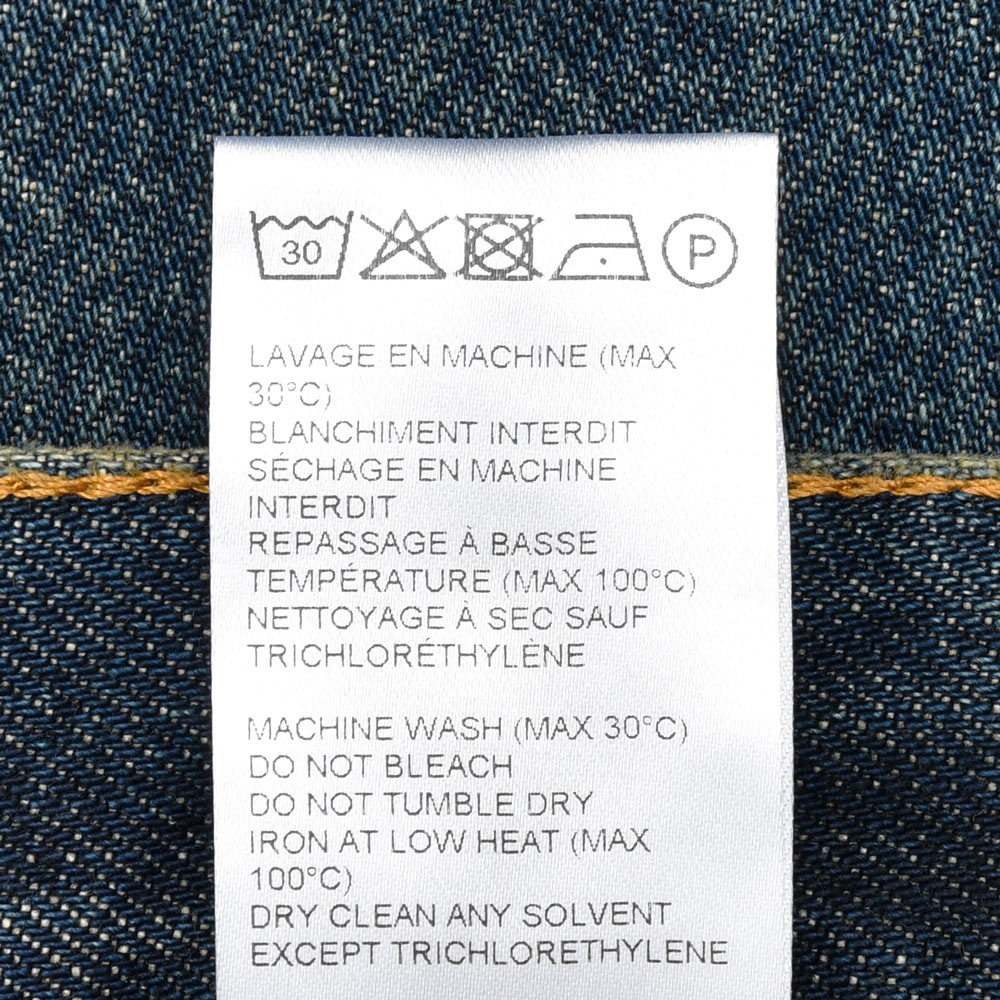 30 P
LAVAGE EN MACHINE (MAX
30°C)
BLANCHIMENT INTERDIT
SÉCHAGE EN MACHINE
INTERDIT
REPASSAGE À BASSE
TEMPÉRATURE (MAX 100°C)
NETTOYAGE À SEC SAUF
TRICHLORÉTHYLÈNE
MACHINE WASH (MAX 30°C)
DO NOT BLEACH
DO NOT TUMBLE DRY
IRON AT LOW HEAT (MAX
100°C)
DRY CLEAN ANY SOLVENT
EXCEPT TRICHLORETHYLENE